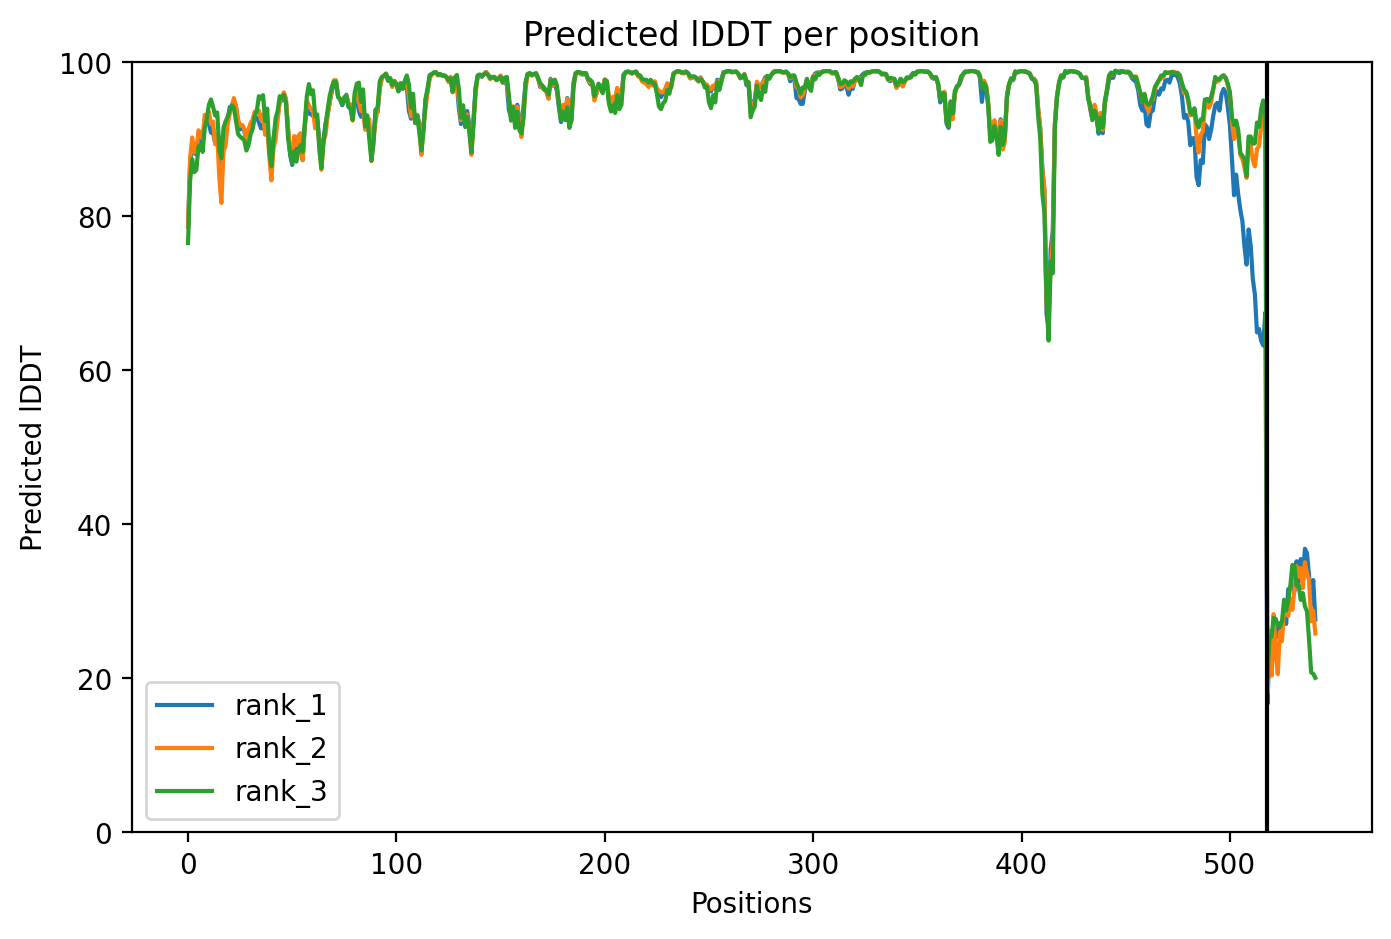 Predicted lDDT per position
100
80
60
40
20
0
Predicted lDDT
rank_1
rank_2
rank_3
0 100 200 300 400 500
Positions